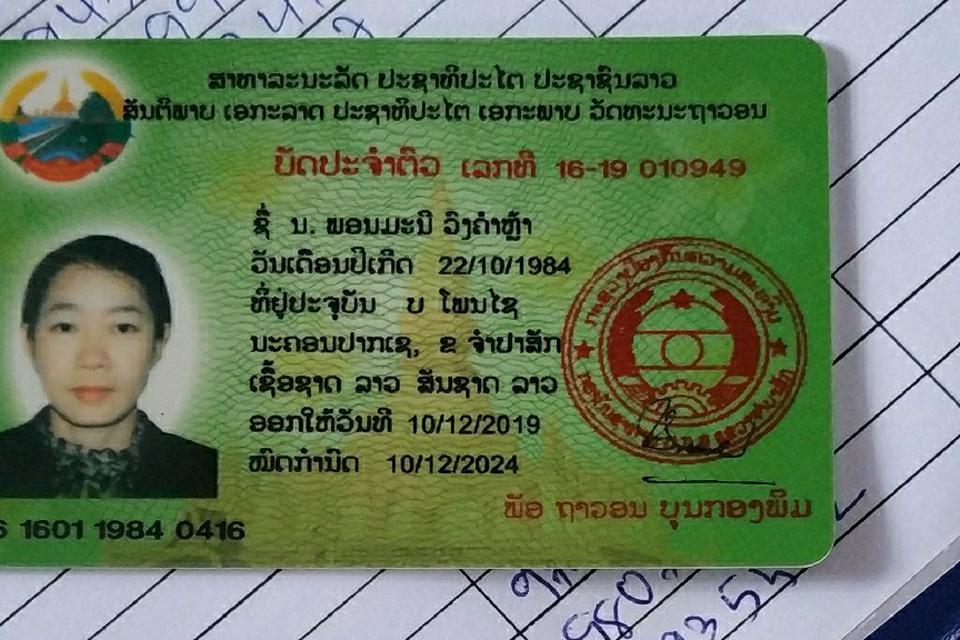 ສາທາລະນະລັດ ປະຊາທິປະໄຕ ປະຊາຊົນລາວ
ສັນຕິພາບ ເອກະລາດ ປະຊາທິປະໄຕ ເອກະພາບ ວັດທະນະຖາວອນ
ບັດປະຈຳຕົວ ເລກທີ 16-19 010949
ຊື່ ນ. ພອນມະນີ ວົງຄຳຫຼ້າ
ວັນເດືອນປີເກີດ 22/10/1984
ທີ່ຢູ່ປະຈຸບັນ ບ ໂພນໄຊ
ນະຄອນປາກເຊ, ຂ ຈຳປາສັກ
ເຊື້ອຊາດ ລາວ ສັນຊາດ ລາວ
ອອກໃຫ້ວັນທີ 10/12/2019
ໝົດກຳນົດ 10/12/2024
ພັອ ຖາວອນ ບຸນກອງພິມ
1601 1984 0416